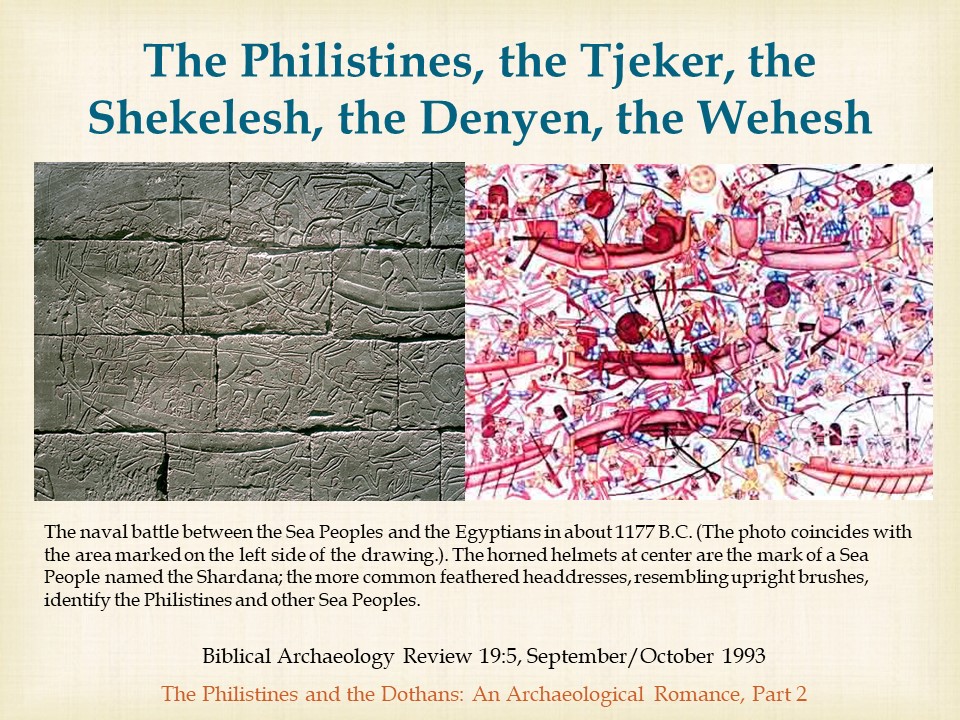 The Philistines, the Tjeker, the
Shekelesh, the Denyen, the Wehesh
The naval battle between the Sea Peoples and the Egyptians in about 1177 B.C. (The photo coincides with
the area marked on the left side of the drawing.). The horned helmets at center are the mark of a Sea
People named the Shardana; the more common feathered headdresses, resembling upright brushes,
identify the Philistines and other Sea Peoples.
Biblical Archaeology Review 19:5, September/October 1993
The Philistines and the Dothans: An Archaeological Romance, Part 2